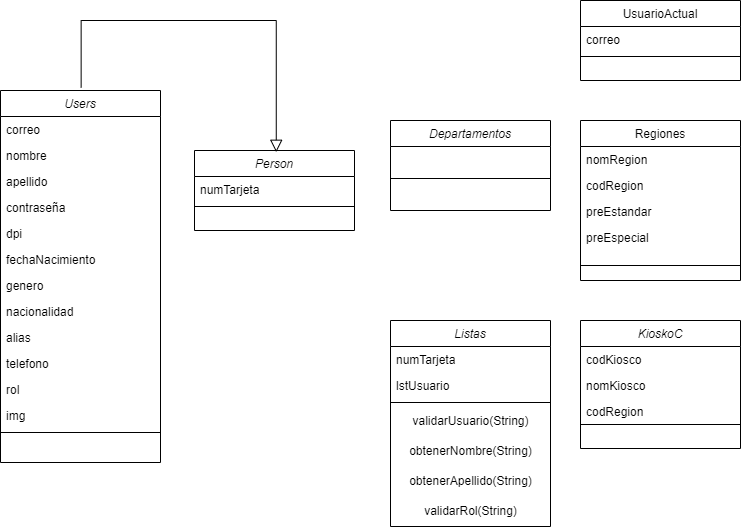 UsuarioActual
correo
Users
correo
nombre
apellido
contraseña
dpi
fechaNacimiento
genero
nacionalidad
alias
telefono
rol
img
Person
numTarjeta
Departamentos
Regiones
nomRegion
codRegion
preEstandar
preEspecial
Listas
numTarjeta
lstUsuario
validarUsuario(String)
obtenerNombre(String)
obtenerApellido(String)
validarRol(String)
KioskoC
codKiosco
nomKiosco
codRegion